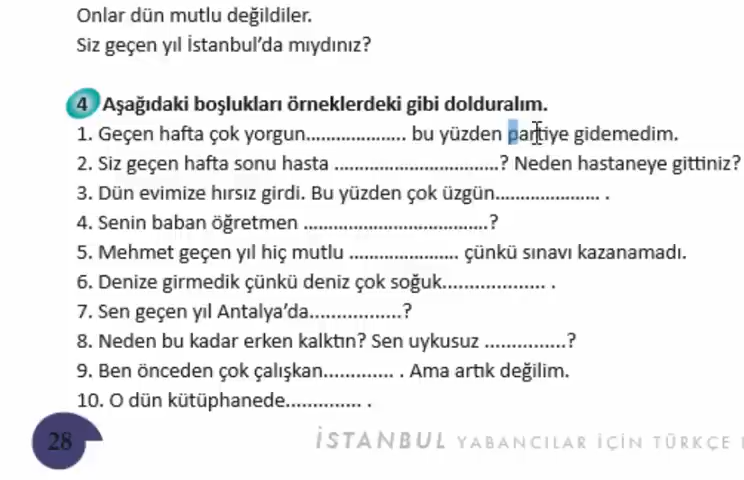 Onlar dün mutlu değildiler.
Siz geçen yıl İstanbul'da mıydınız?
4 Aşağıdaki boşlukları örneklerdeki gibi dolduralım.
1. Geçen hafta çok yorgun.................... bu yüzden partiye gidemedim.
2. Siz geçen hafta sonu hasta .................................? Neden hastaneye gittiniz?
3. Dün evimize hırsız girdi. Bu yüzden çok üzgün..................... .
4. Senin baban öğretmen .....................................?
5. Mehmet geçen yıl hiç mutlu ...................... çünkü sınavı kazanamadı.
6. Denize girmedik çünkü deniz çok soğuk..................... .
7. Sen geçen yıl Antalya'da..................?
8. Neden bu kadar erken kalktın? Sen uykusuz ................?
9. Ben önceden çok çalışkan.............. . Ama artık değilim.
10. O dün kütüphanede............... .
28
İSTANBUL YABANCILAR İÇİN TÜRKÇE